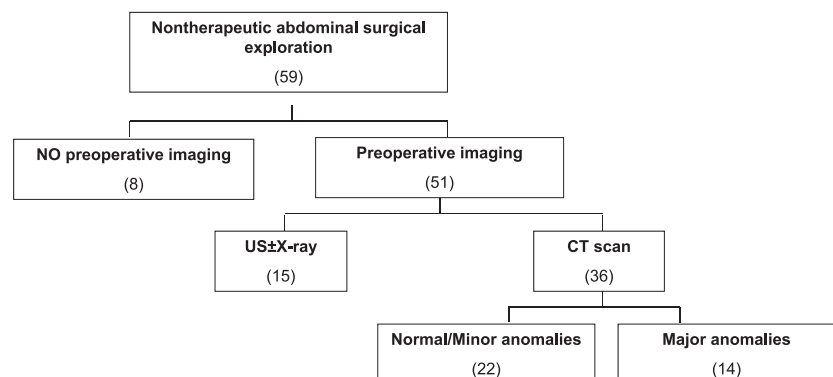 Nontherapeutic abdominal surgical
exploration
(59)
NO preoperative imaging
(8)
Preoperative imaging
(51)
US±X-ray
(15)
CT scan
(36)
Normal/Minor anomalies
(22)
Major anomalies
(14)